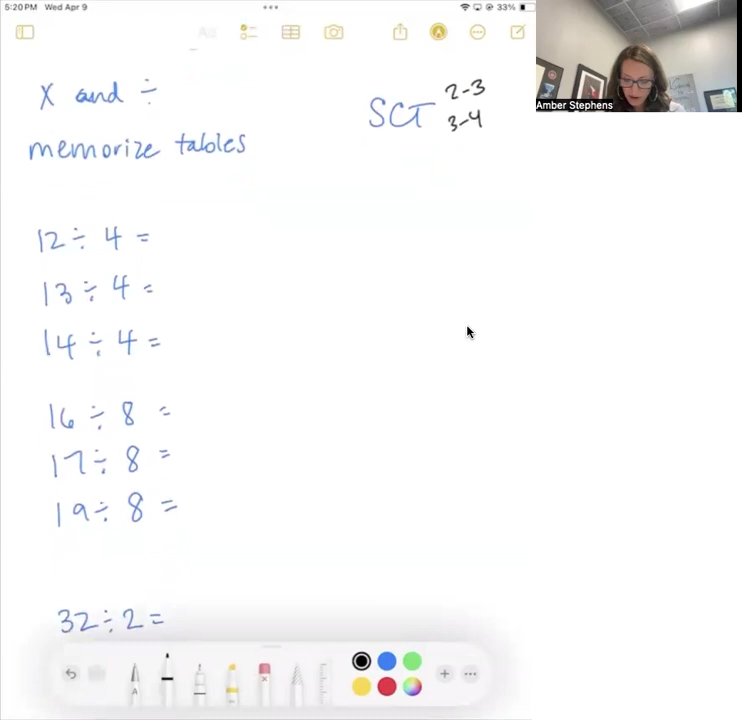 5:20 PM Wed Apr 9
33%
X and ÷
memorize tables
SCT 2-3
3-4
12 ÷ 4 =
13 ÷ 4 =
14 ÷ 4 =
16 ÷ 8 =
17 ÷ 8 =
19 ÷ 8 =
32 ÷ 2 =
Amber Stephens